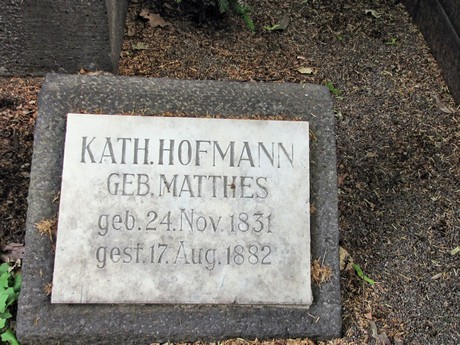 KATH. HOFMANN
GEB. MATTHES
geb. 24. Nov. 1831
gest. 17. Aug. 1882